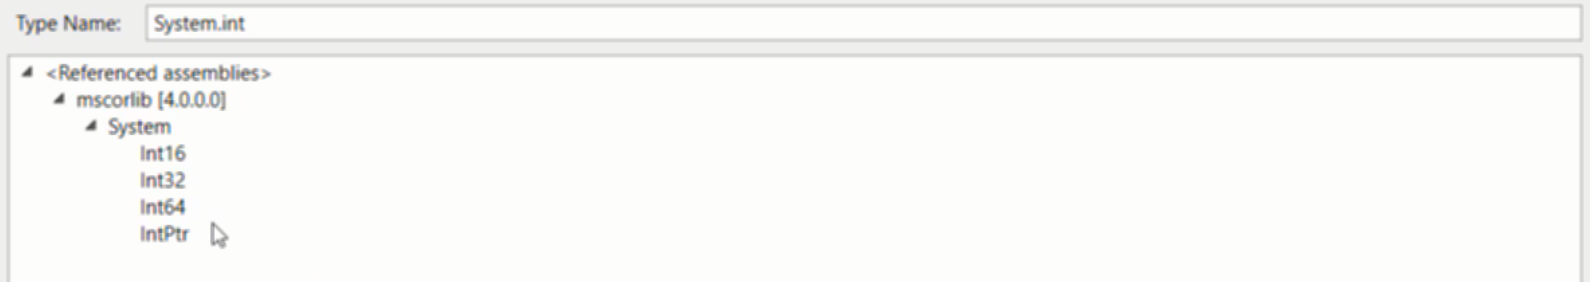 Type Name: System.int
<Referenced assemblies>
mscorlib [4.0.0.0]
System
Int16
Int32
Int64
IntPtr